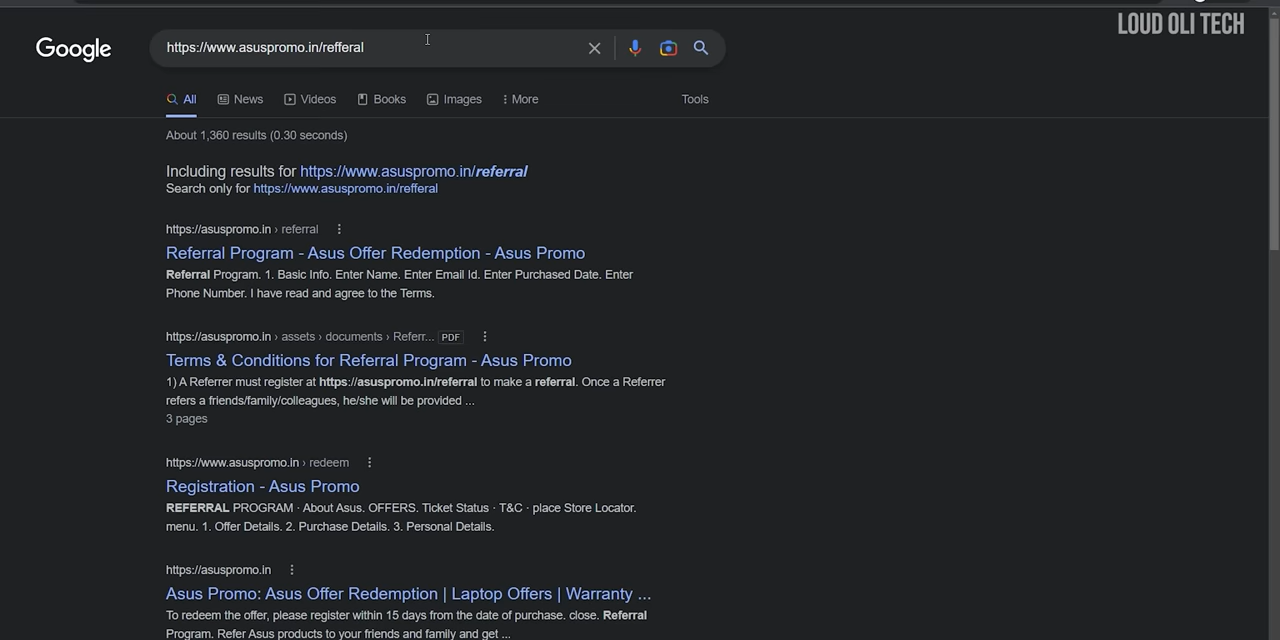 LOUD OLI TECH
Google
https://www.asuspromo.in/refferal
All News Videos Books Images More Tools
About 1,360 results (0.30 seconds)
Including results for https://www.asuspromo.in/referral
Search only for https://www.asuspromo.in/refferal
https://asuspromo.in › referral
Referral Program - Asus Offer Redemption - Asus Promo
Referral Program. 1. Basic Info. Enter Name. Enter Email Id. Enter Purchased Date. Enter
Phone Number. I have read and agree to the Terms.
https://asuspromo.in › assets › documents › Referr... PDF
Terms & Conditions for Referral Program - Asus Promo
1) A Referrer must register at https://asuspromo.in/referral to make a referral. Once a Referrer
refers a friends/family/colleagues, he/she will be provided ...
3 pages
https://www.asuspromo.in › redeem
Registration - Asus Promo
REFERRAL PROGRAM · About Asus. OFFERS. Ticket Status · T&C · place Store Locator.
menu. 1. Offer Details. 2. Purchase Details. 3. Personal Details.
https://asuspromo.in
Asus Promo: Asus Offer Redemption | Laptop Offers | Warranty ...
To redeem the offer, please register within 15 days from the date of purchase. close. Referral
Program. Refer Asus products to your friends and family and get ...